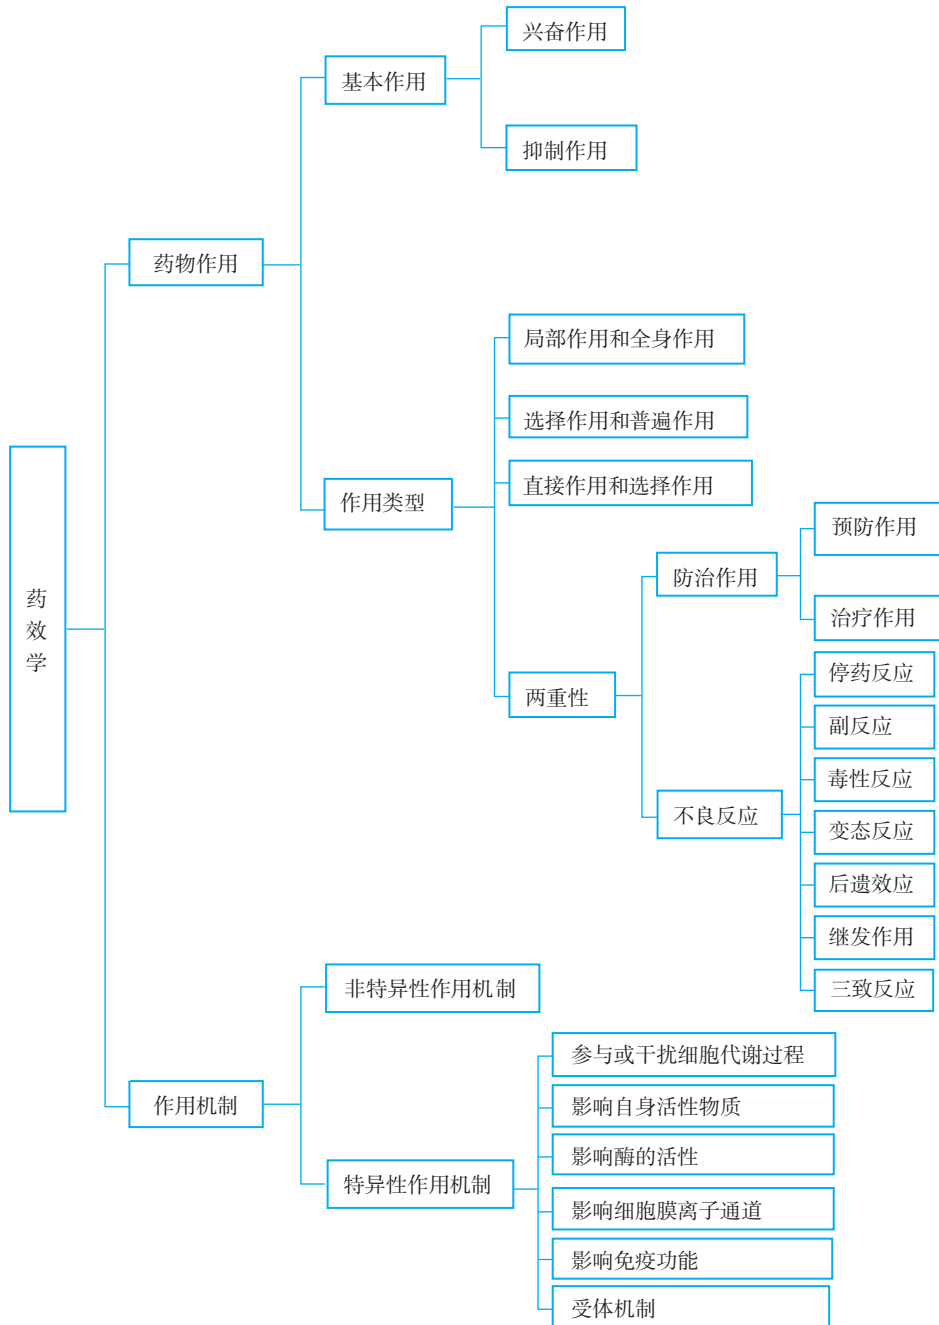 药效学
药物作用
基本作用
兴奋作用
抑制作用
作用类型
局部作用和全身作用
选择作用和普遍作用
直接作用和选择作用
两重性
防治作用
预防作用
治疗作用
不良反应
停药反应
副反应
毒性反应
变态反应
后遗效应
继发作用
三致反应
作用机制
非特异性作用机制
特异性作用机制
参与或干扰细胞代谢过程
影响自身活性物质
影响酶的活性
影响细胞膜离子通道
影响免疫功能
受体机制